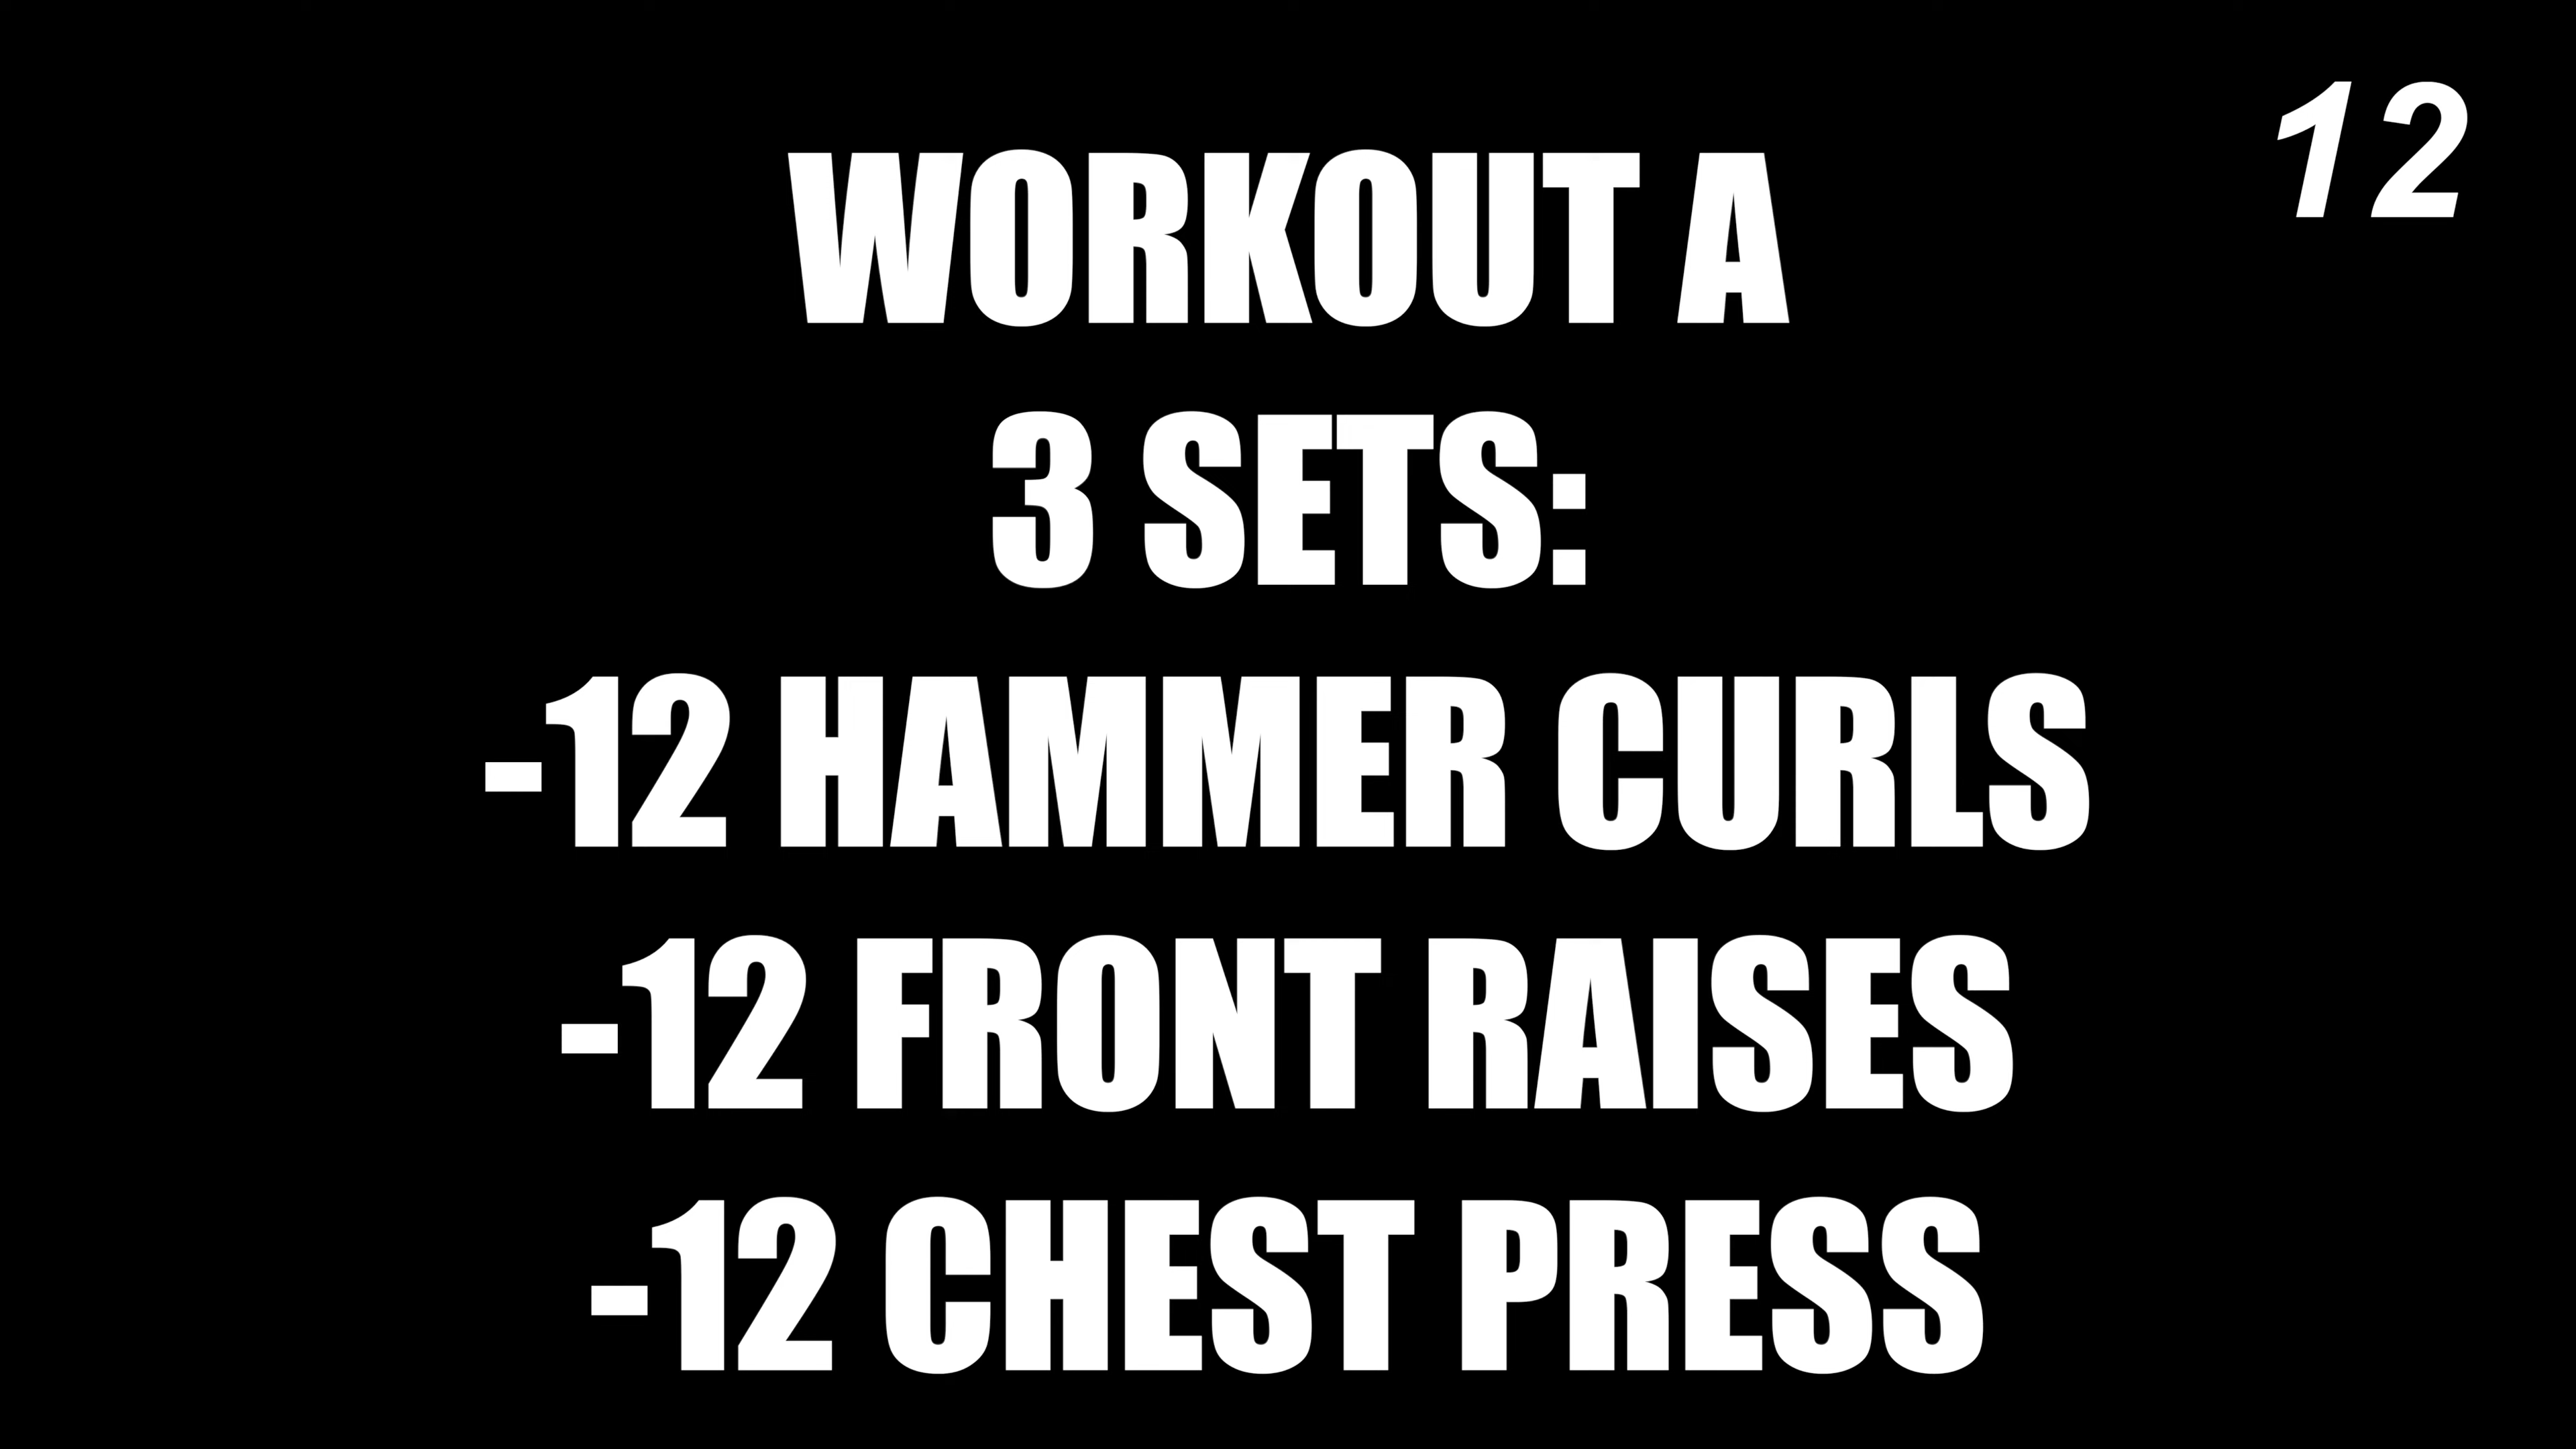 12
WORKOUT A
3 SETS:
-12 HAMMER CURLS
-12 FRONT RAISES
-12 CHEST PRESS